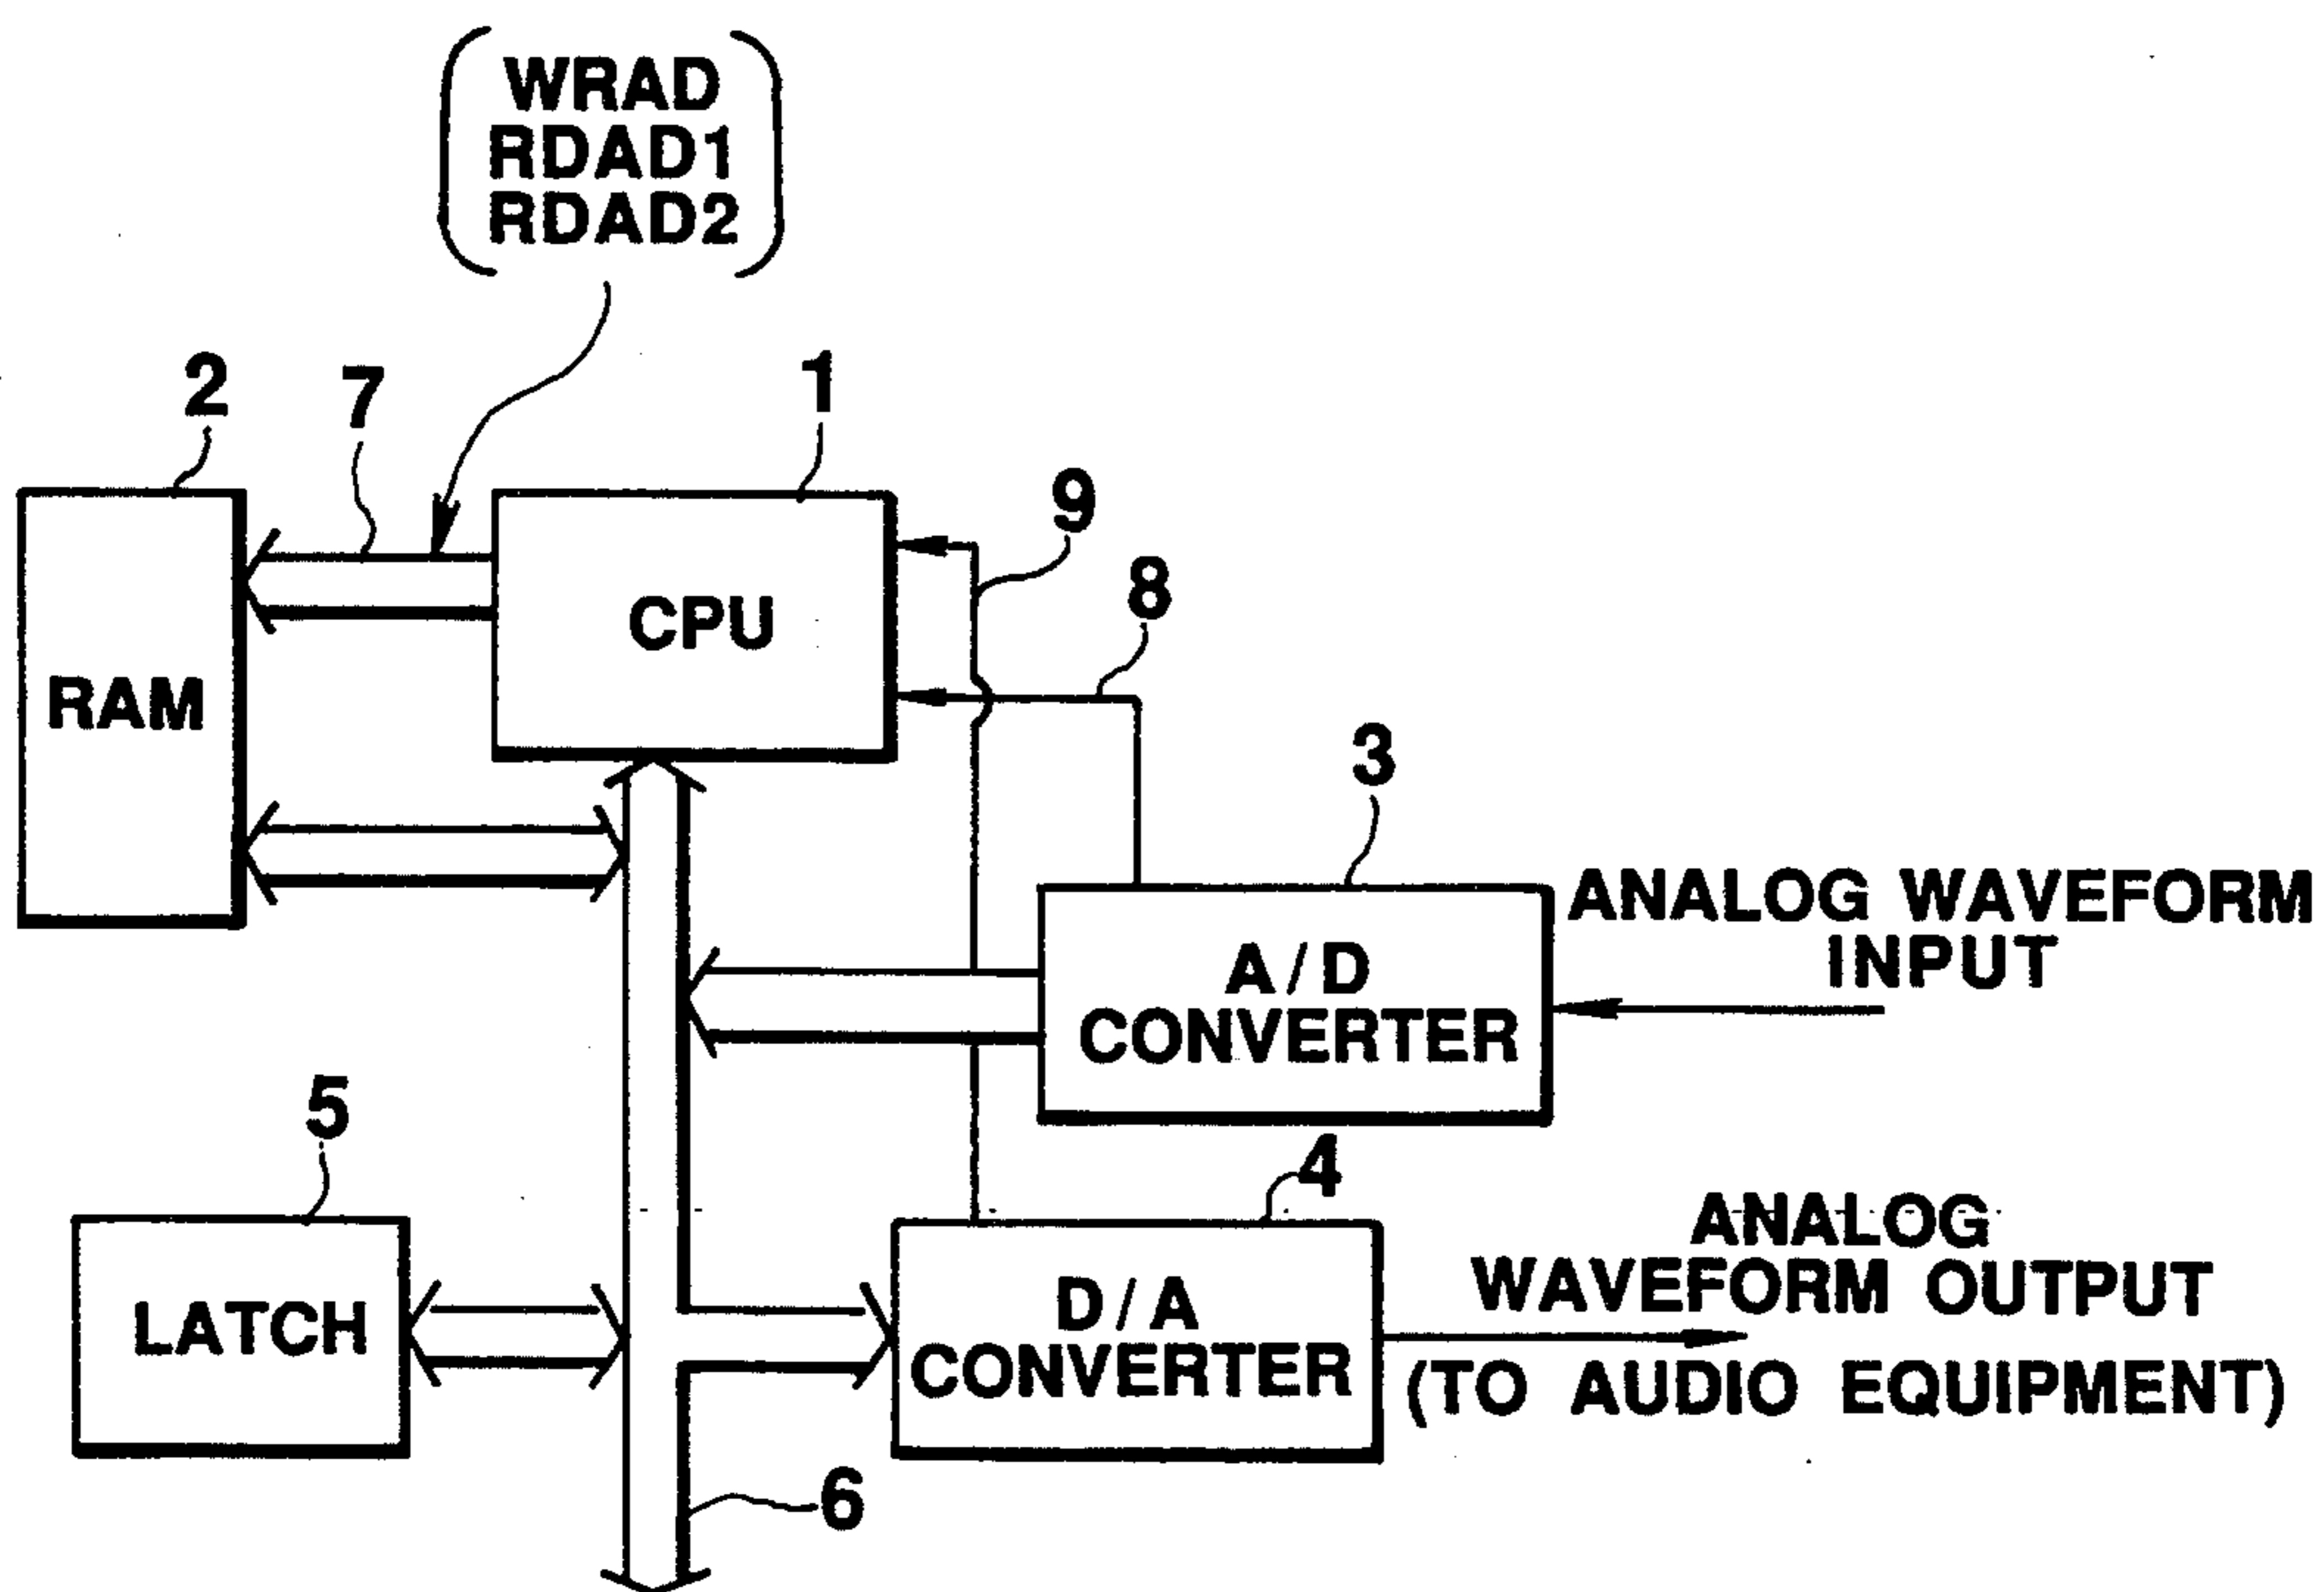 WRAD
RDAD1
RDAD2
2
7
1
9
8
CPU
RAM
3
ANALOG WAVEFORM
INPUT
A/D
CONVERTER
5
4
ANALOG
WAVEFORM OUTPUT
(TO AUDIO EQUIPMENT)
LATCH
D/A
CONVERTER
6